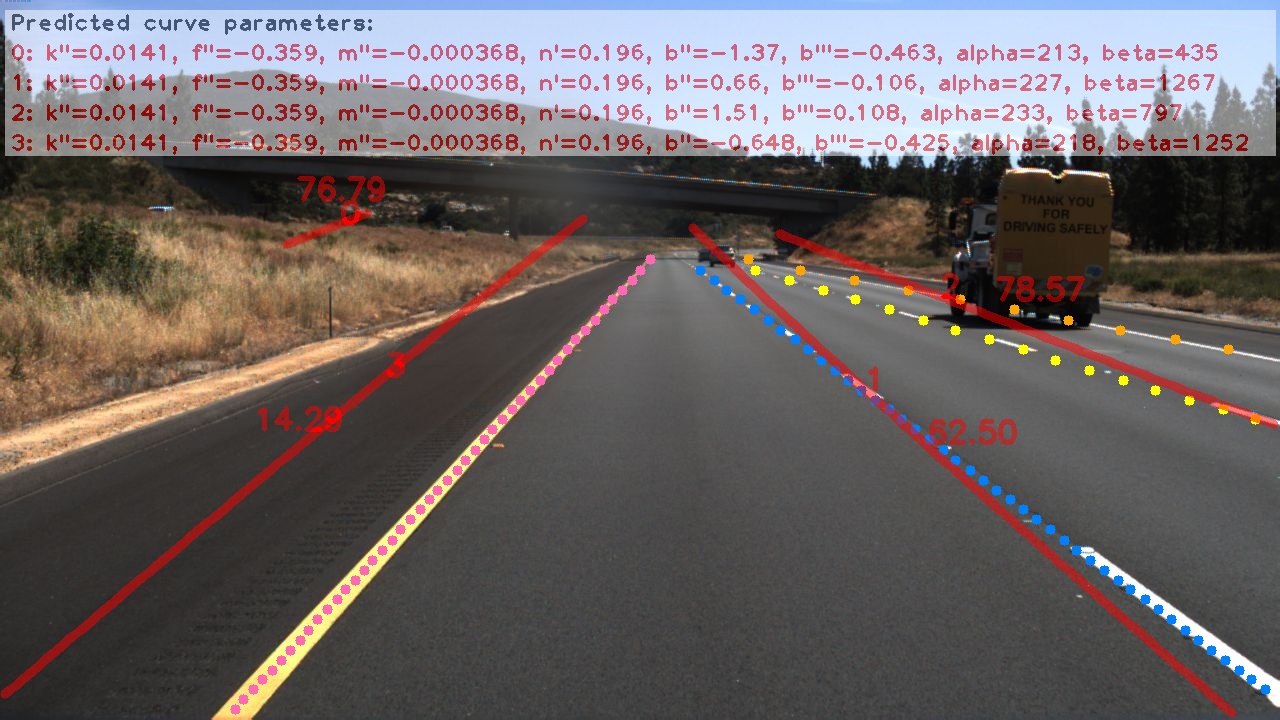 Predicted curve parameters:
0: k''=0.0141, f''=-0.359, m''=-0.000368, n'=0.196, b''=-1.37, b'''=-0.463, alpha=213, beta=435
1: k''=0.0141, f''=-0.359, m''=-0.000368, n'=0.196, b''=0.66, b'''=-0.106, alpha=227, beta=1267
2: k''=0.0141, f''=-0.359, m''=-0.000368, n'=0.196, b''=1.51, b'''=0.108, alpha=233, beta=797
3: k''=0.0141, f''=-0.359, m''=-0.000368, n'=0.196, b''=-0.648, b'''=-0.425, alpha=218, beta=1252
76.79
0
THANK YOU
FOR
DRIVING SAFELY
2 78.57
3
1
14.29
62.50